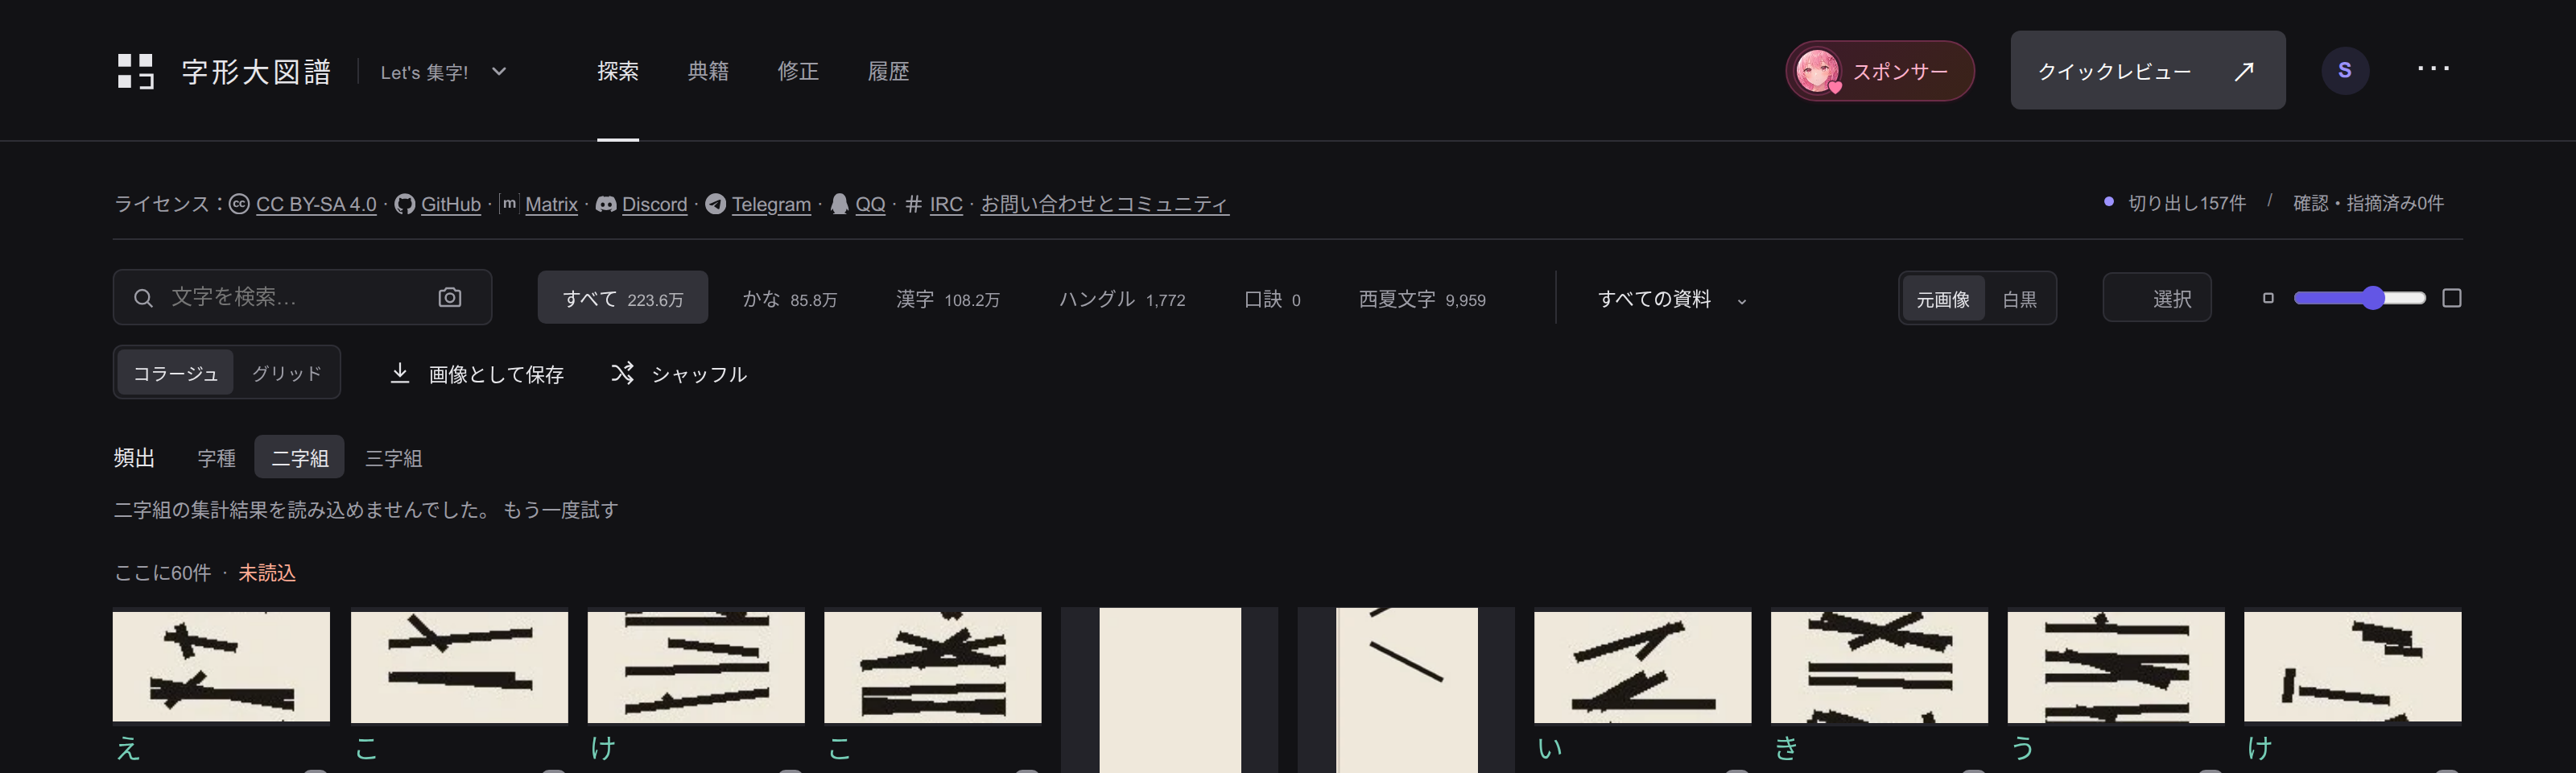 字形大図譜 Let's 集字! 探索 典籍 修正 履歴 スポンサー クイックレビュー S
ライセンス：CC BY-SA 4.0 · GitHub · Matrix · Discord · Telegram · QQ · IRC · お問い合わせとコミュニティ 切り出し157件 / 確認・指摘済み0件
文字を検索… すべて 223.6万 かな 85.8万 漢字 108.2万 ハングル 1,772 口訣 0 西夏文字 9,959 すべての資料 元画像 白黒 選択
コラージュ グリッド 画像として保存 シャッフル
頻出 字種 二字組 三字組
二字組の集計結果を読み込めませんでした。 もう一度試す
ここに60件 · 未読込
え こ け こ い き う け